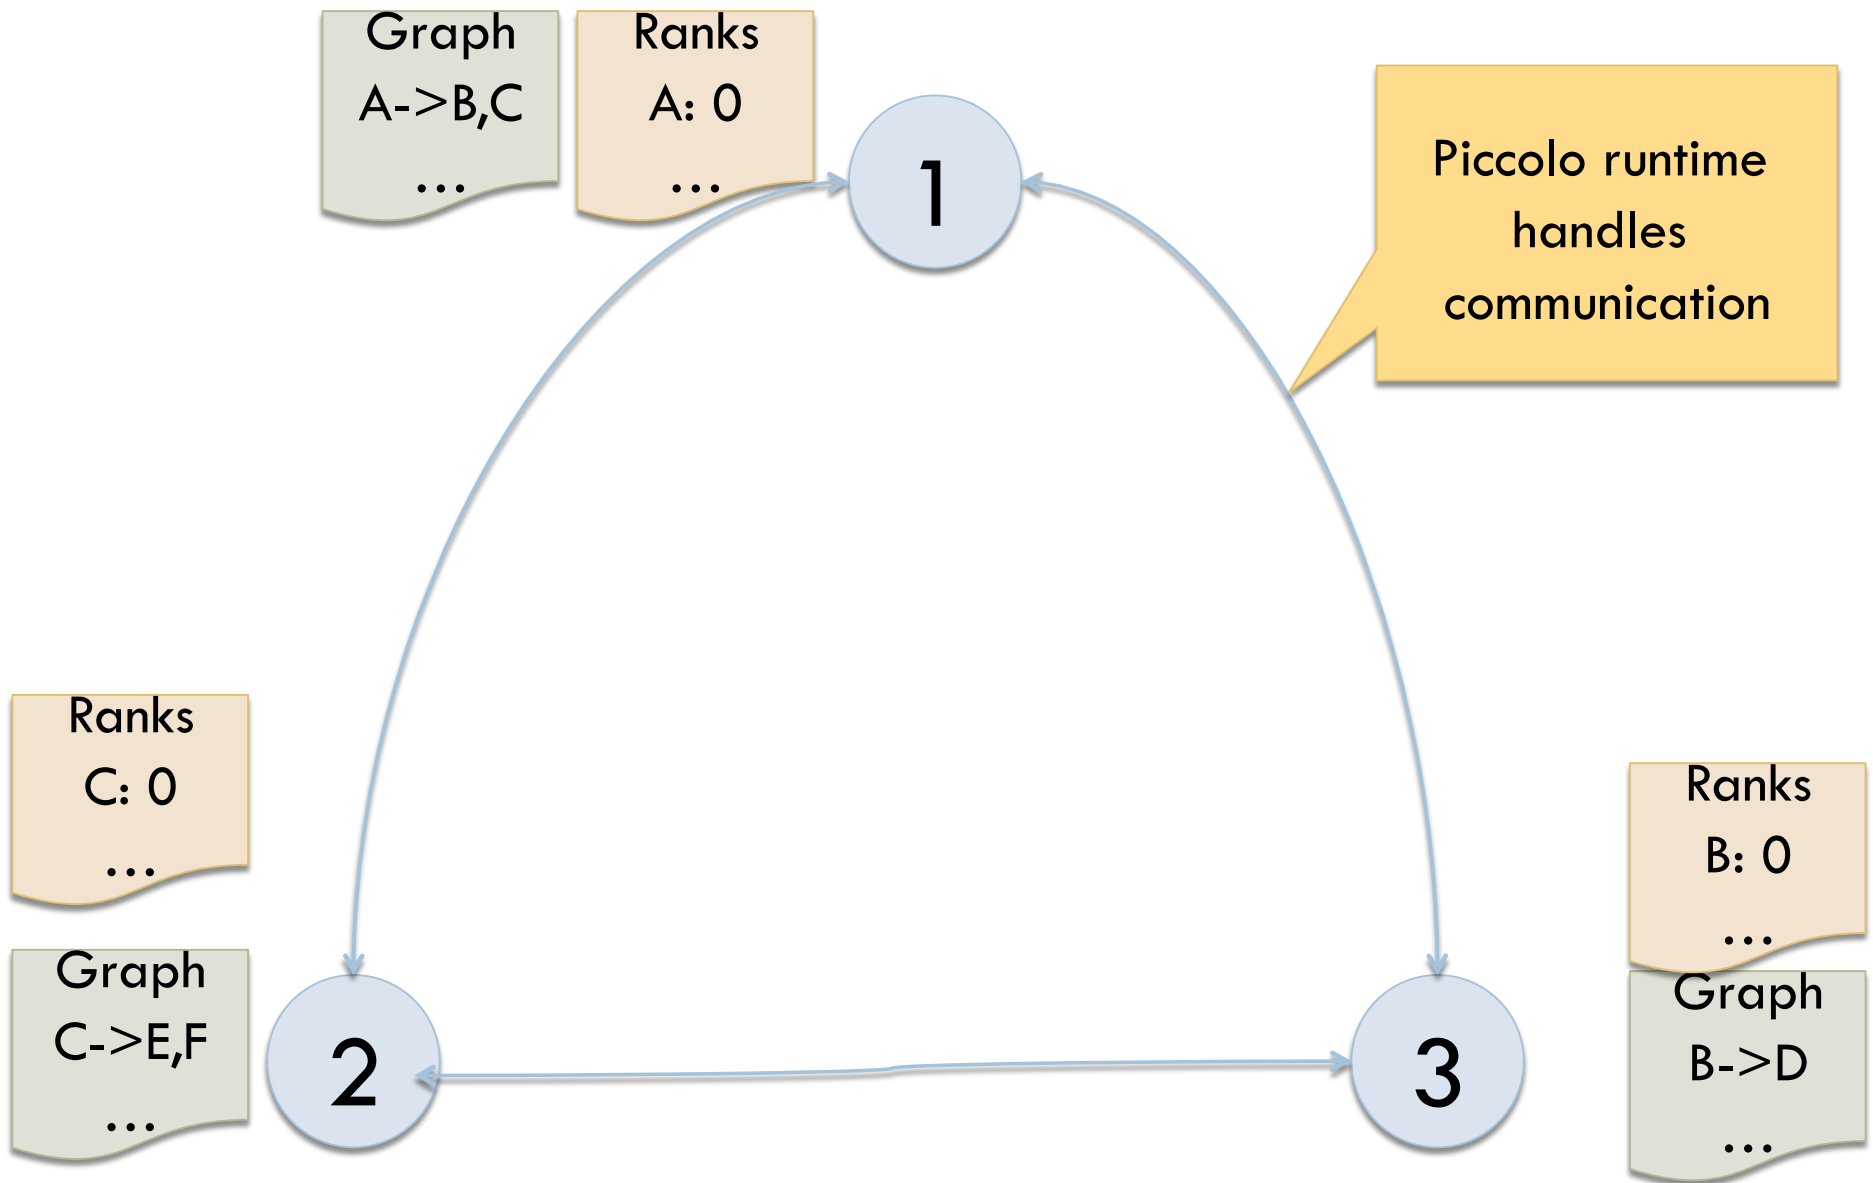 Graph
A->B,C
...
Ranks
A: 0
...
1
Piccolo runtime
handles
communication
Ranks
C: 0
...
Graph
C->E,F
...
2
3
Ranks
B: 0
...
Graph
B->D
...